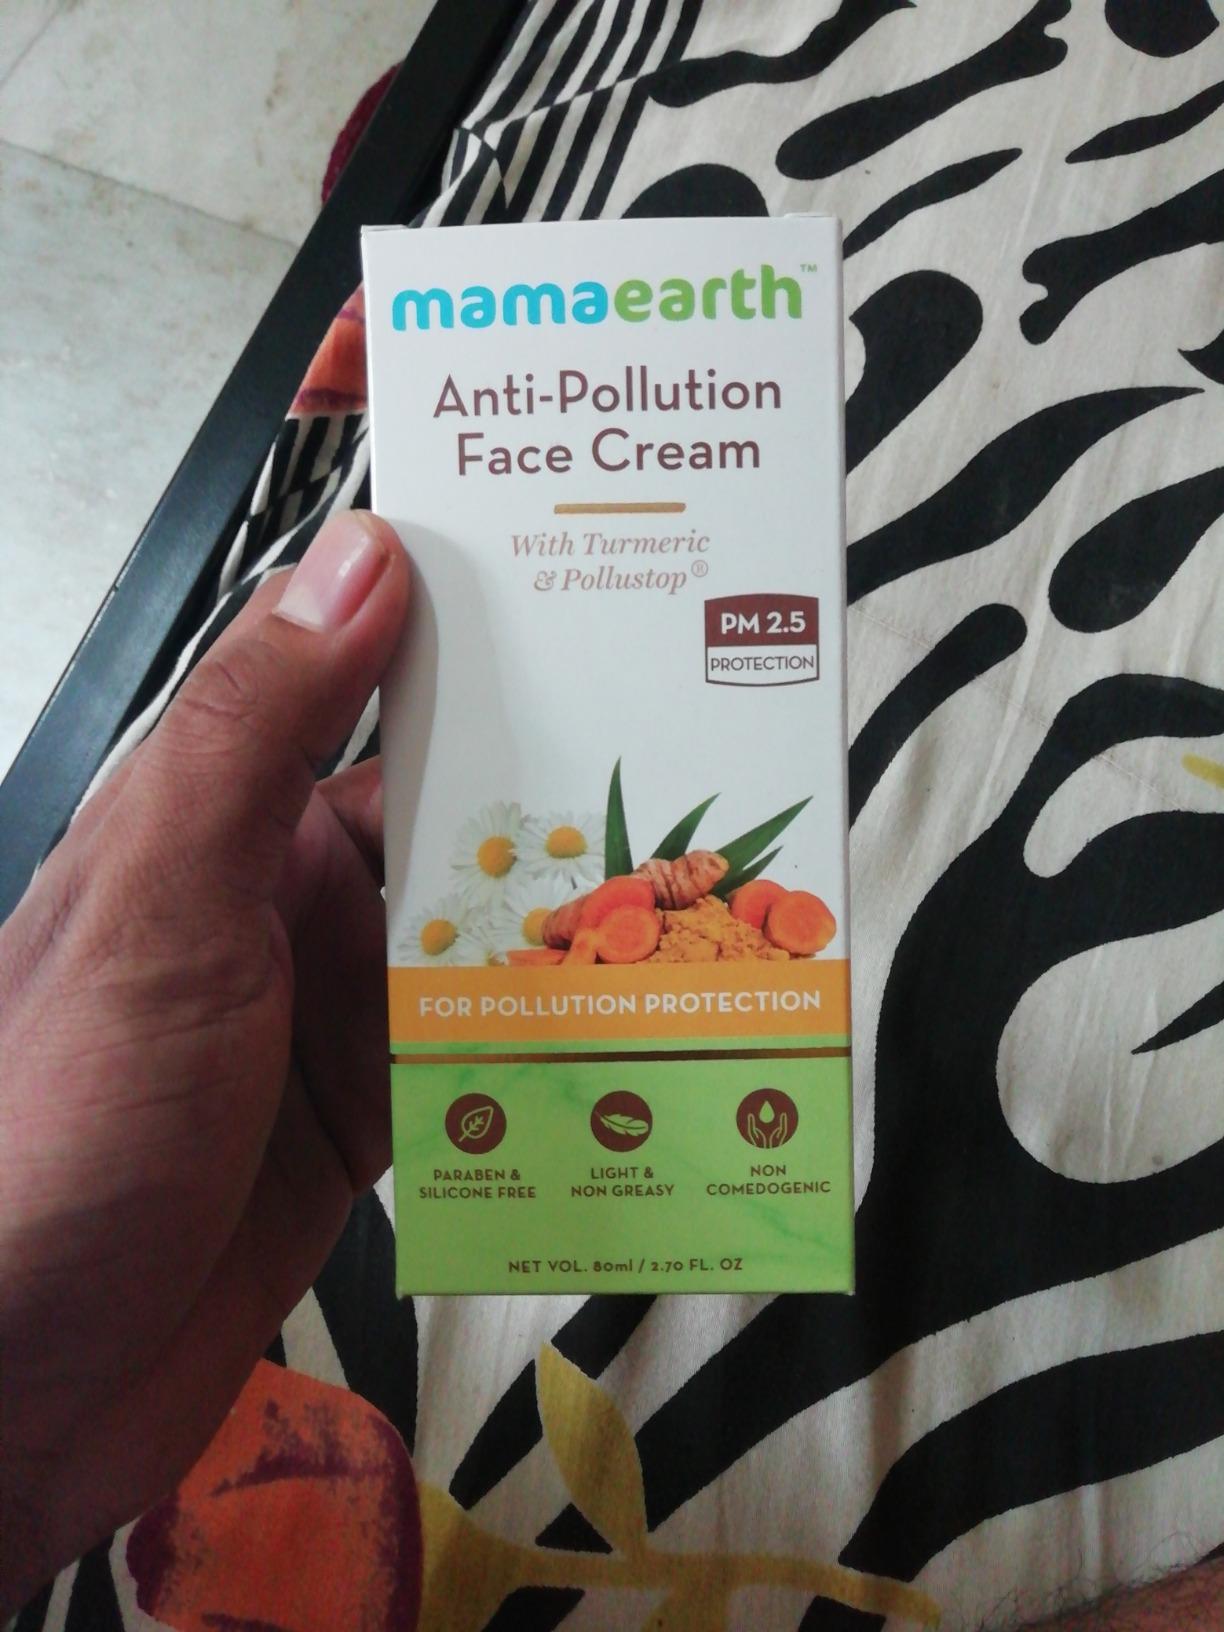 mamaearth™
Anti-Pollution
Face Cream
With Turmeric
& Pollustop®
PM 2.5
PROTECTION
FOR POLLUTION PROTECTION
PARABEN &
SILICONE FREE
LIGHT &
NON GREASY
NON
COMEDOGENIC
NET VOL. 80ml / 2.70 FL. OZ